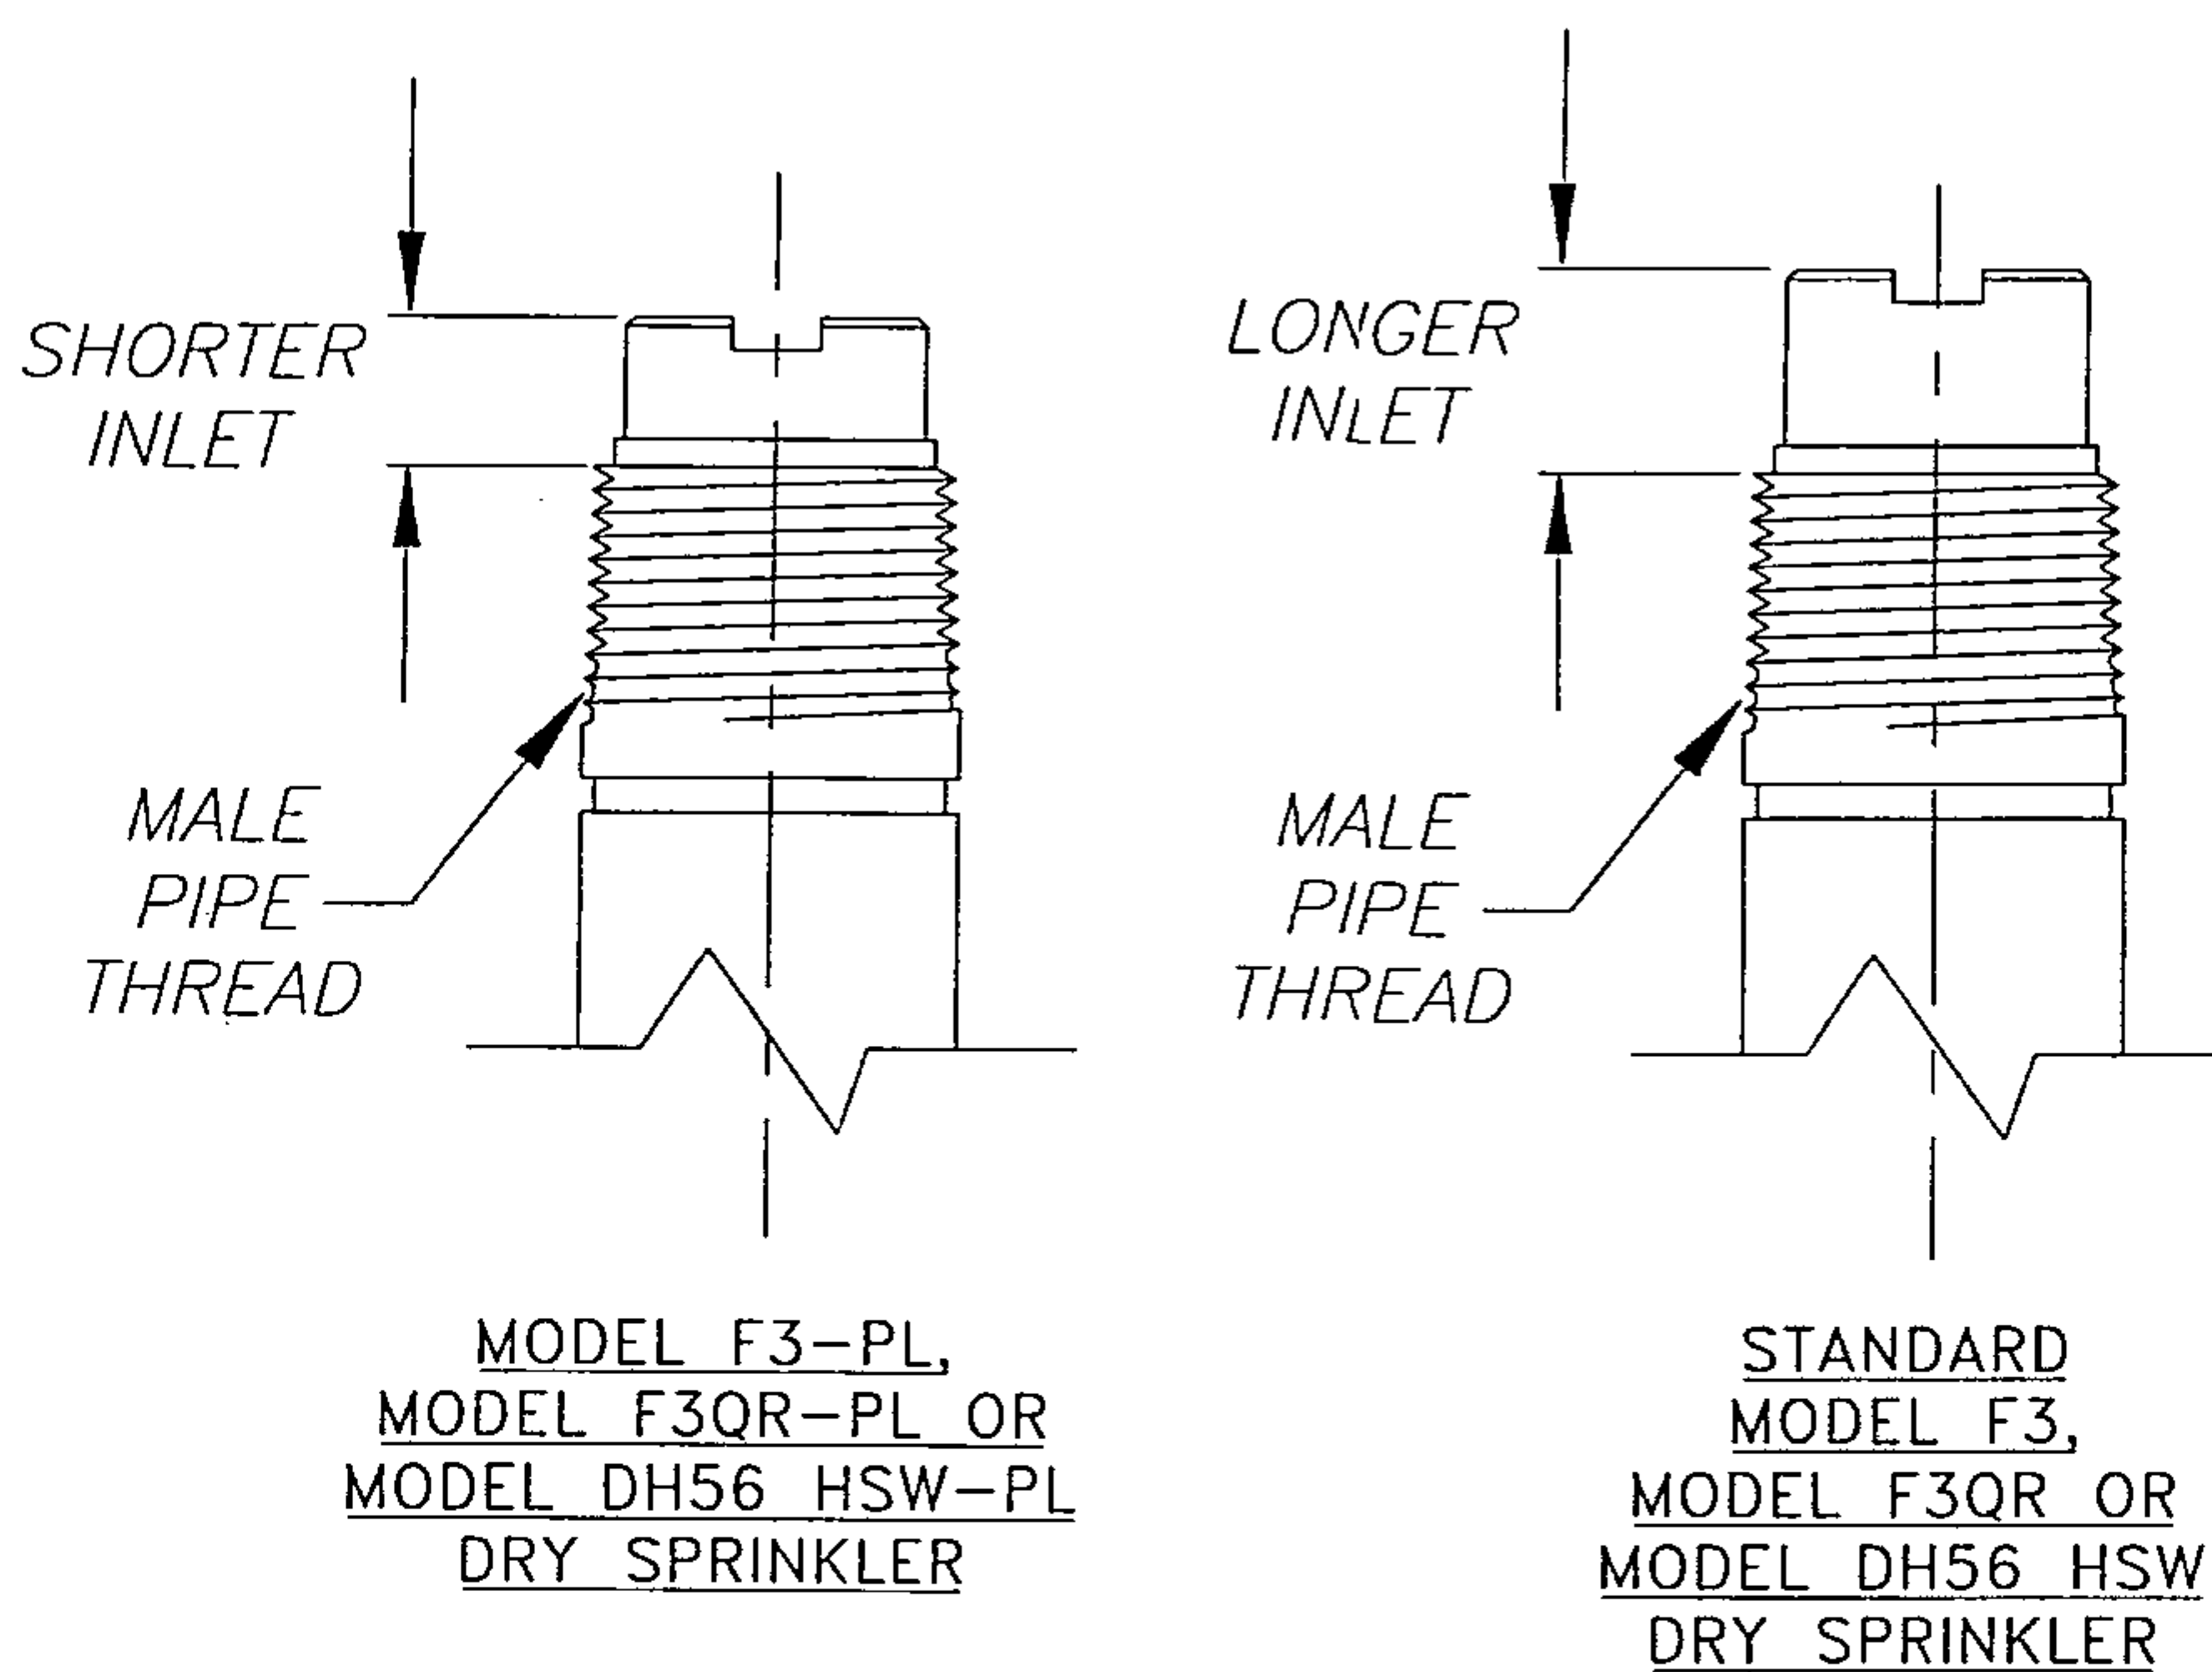 SHORTER
INLET
MALE
PIPE
THREAD
MODEL F3-PL,
MODEL F3QR-PL OR
MODEL DH56 HSW-PL
DRY SPRINKLER
LONGER
INLET
MALE
PIPE
THREAD
STANDARD
MODEL F3,
MODEL F3QR OR
MODEL DH56 HSW
DRY SPRINKLER